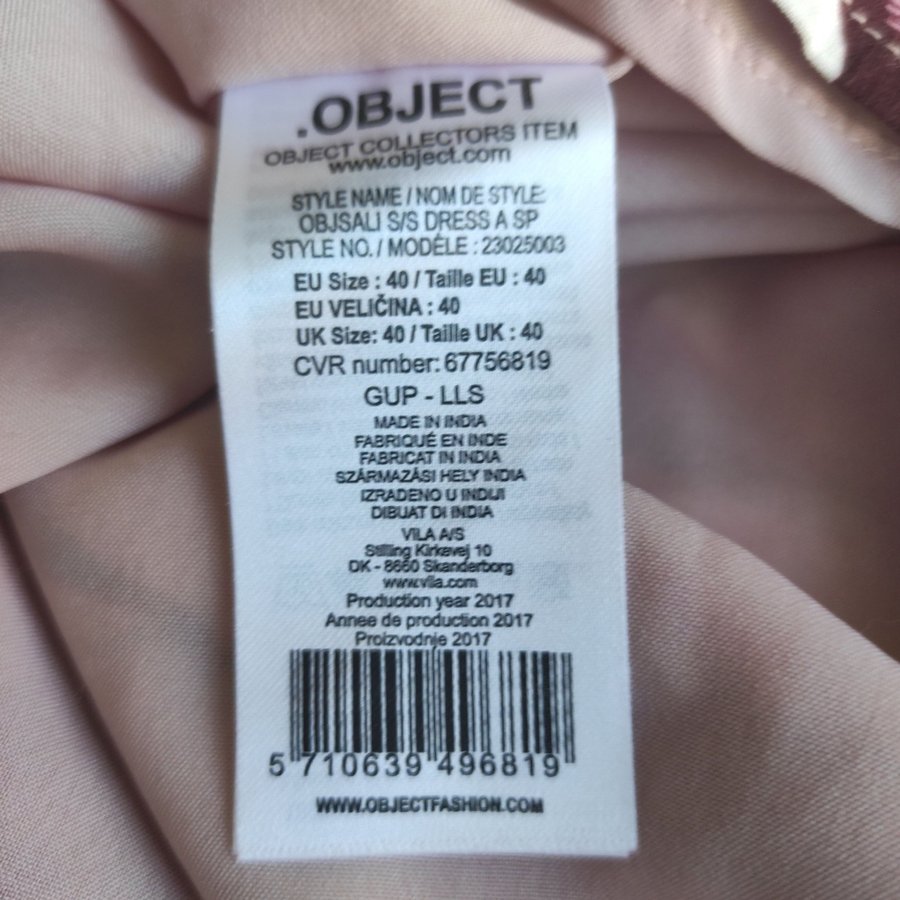 .OBJECT
OBJECT COLLECTORS ITEM
www.object.com
STYLE NAME / NOM DE STYLE:
OBJSALI S/S DRESS A SP
STYLE NO. / MODÈLE : 23025003
EU Size : 40 / Taille EU : 40
EU VELIČINA : 40
UK Size: 40 / Taille UK : 40
CVR number: 67756819
GUP - LLS
MADE IN INDIA
FABRIQUÉ EN INDE
FABRICAT IN INDIA
SZÁRMAZÁSI HELY INDIA
IZRADENO U INDIJI
DIBUAT DI INDIA
VILA A/S
Stilling Kirkevej 10
DK - 8660 Skanderborg
www.vila.com
Production year 2017
Annee de production 2017
Proizvodnje 2017
5 710639 496819
WWW.OBJECTFASHION.COM